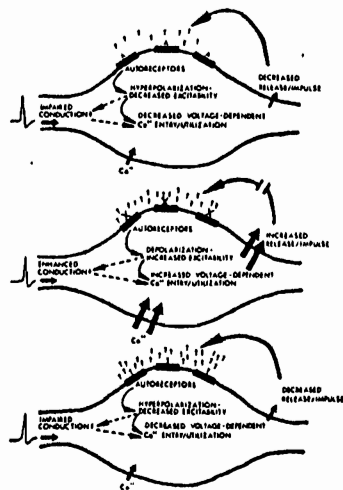 AUTORECEPTORS
HYPERPOLARIZATION-
DECREASED EXCITABILITY
IMPAIRED
CONDUCTION
DECREASED VOLTAGE-DEPENDENT
Ca++ ENTRY/UTILIZATION
DECREASED
RELEASE/IMPULSE
Ca++
AUTORECEPTORS
DEPOLARIZATION-
INCREASED EXCITABILITY
ENHANCED
CONDUCTION
INCREASED VOLTAGE-DEPENDENT
Ca++ ENTRY/UTILIZATION
INCREASED
RELEASE/IMPULSE
Ca++
AUTORECEPTORS
HYPERPOLARIZATION-
DECREASED EXCITABILITY
IMPAIRED
CONDUCTION
DECREASED VOLTAGE-DEPENDENT
Ca++ ENTRY/UTILIZATION
DECREASED
RELEASE/IMPULSE
Ca++